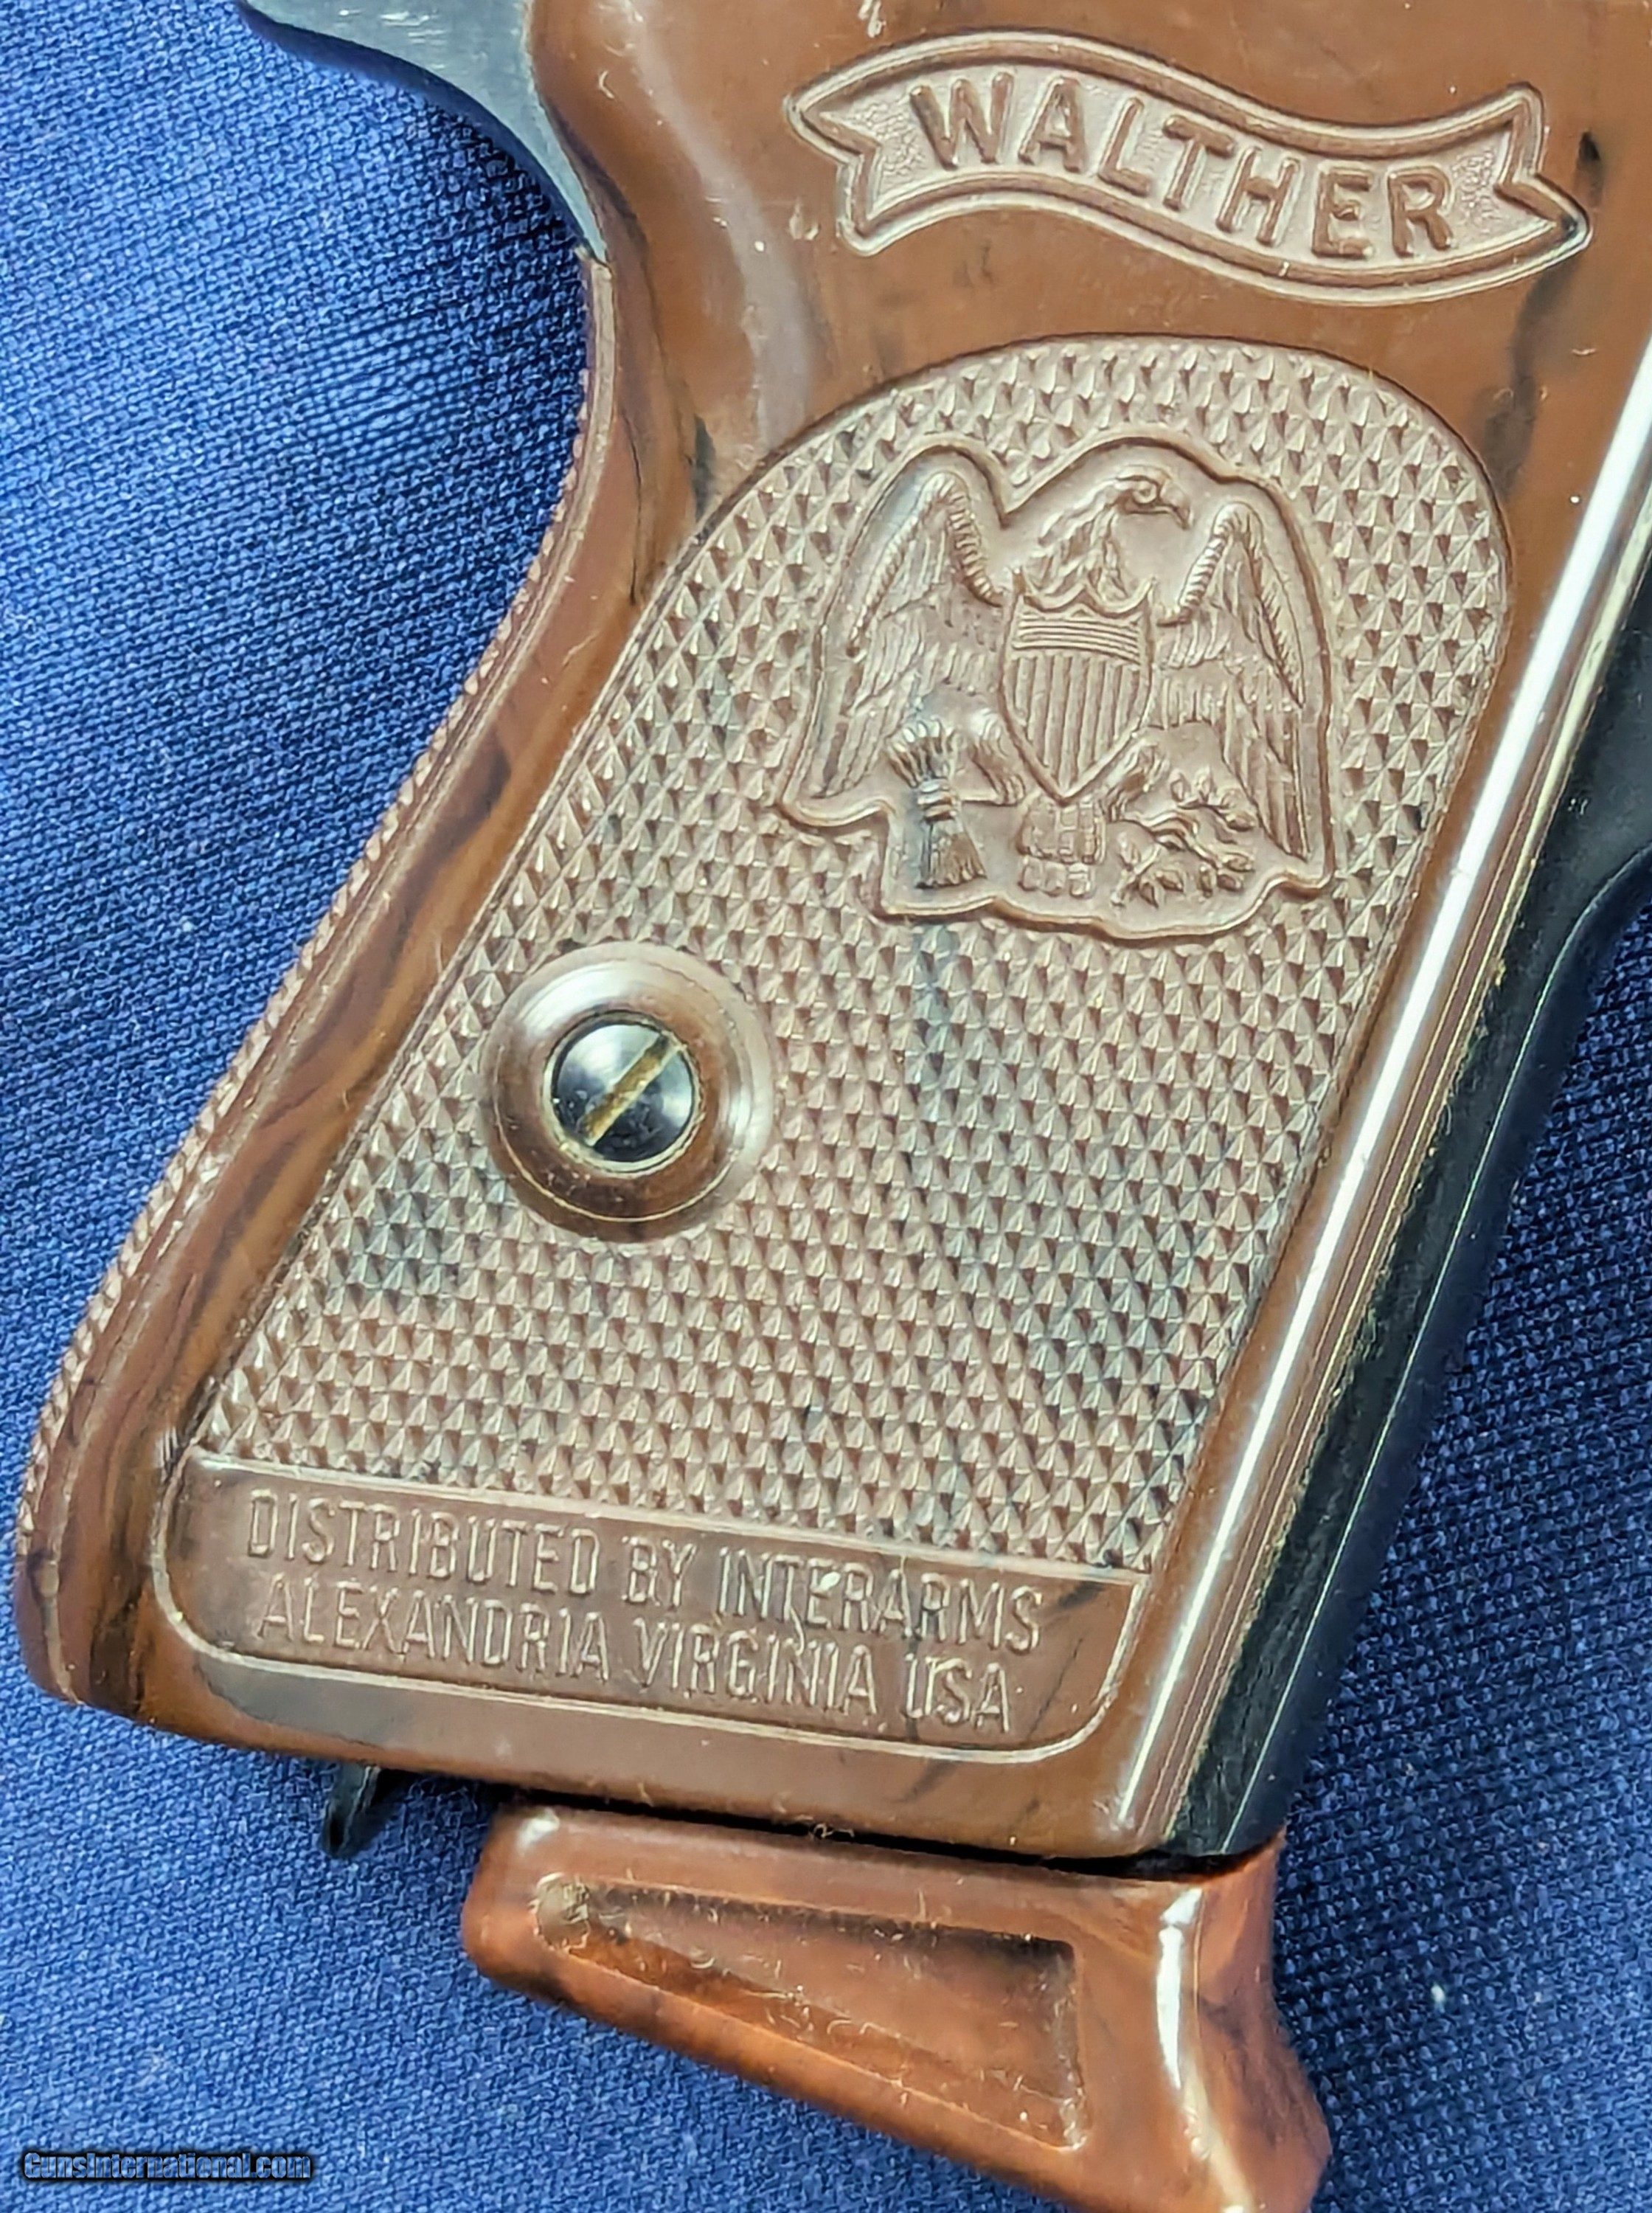 WALTHER
DISTRIBUTED BY INTERARMS
ALEXANDRIA VIRGINIA USA
GunsInternational.com